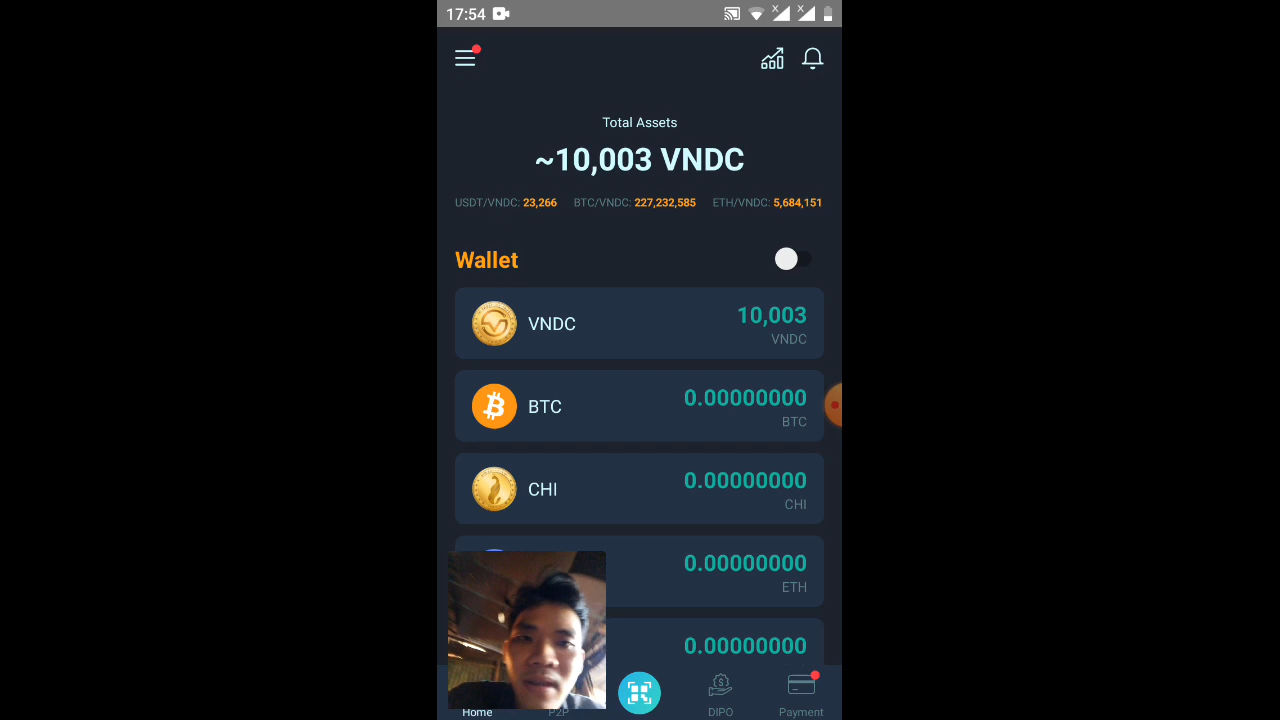 17:54
Total Assets
~10,003 VNDC
USDT/VNDC: 23,266 BTC/VNDC: 227,232,585 ETH/VNDC: 5,684,151
Wallet
VNDC 10,003
VNDC
BTC 0.00000000
BTC
CHI 0.00000000
CHI
0.00000000
ETH
0.00000000
Home P2P DIPO Payment